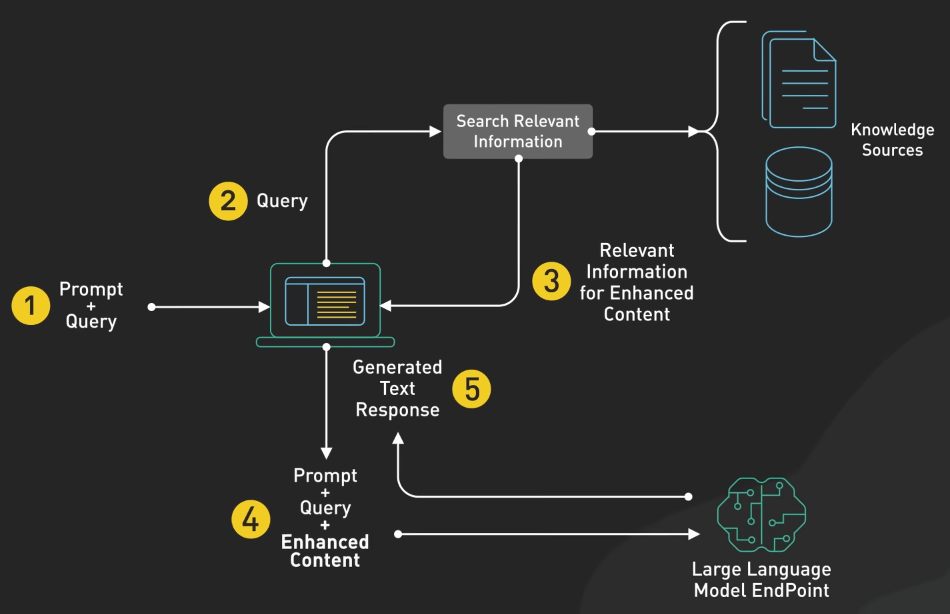 Search Relevant
Information
Knowledge
Sources
2
Query
1
Prompt
+
Query
3
Relevant
Information
for Enhanced
Content
Generated
Text
Response
5
4
Prompt
+
Query
+
Enhanced
Content
Large Language
Model EndPoint